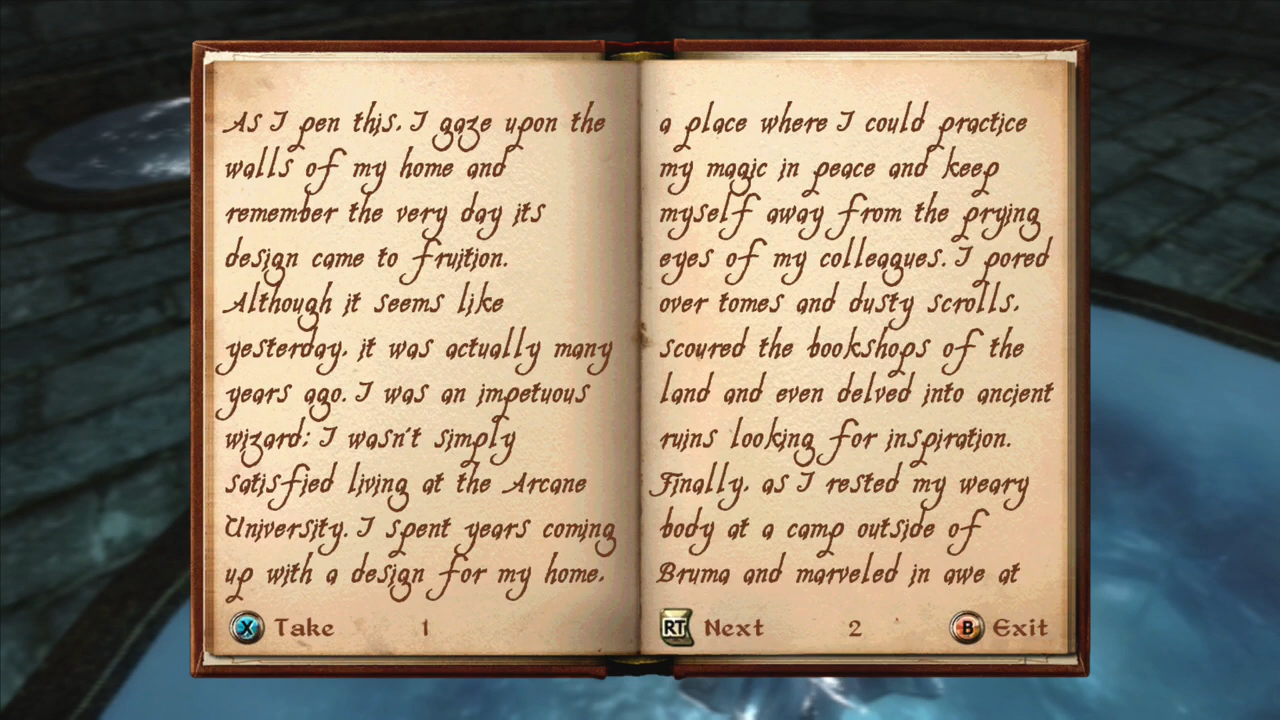 As I pen this, I gaze upon the
walls of my home and
remember the very day its
design came to fruition.
Although it seems like
yesterday, it was actually many
years ago. I was an impetuous
wizard; I wasn't simply
satisfied living at the Arcane
University. I spent years coming
up with a design for my home,
X Take 1
a place where I could practice
my magic in peace and keep
myself away from the prying
eyes of my colleagues. I pored
over tomes and dusty scrolls,
scoured the bookshops of the
land and even delved into ancient
ruins looking for inspiration.
Finally, as I rested my weary
body at a camp outside of
Bruma and marveled in awe at
RT Next 2 B Exit